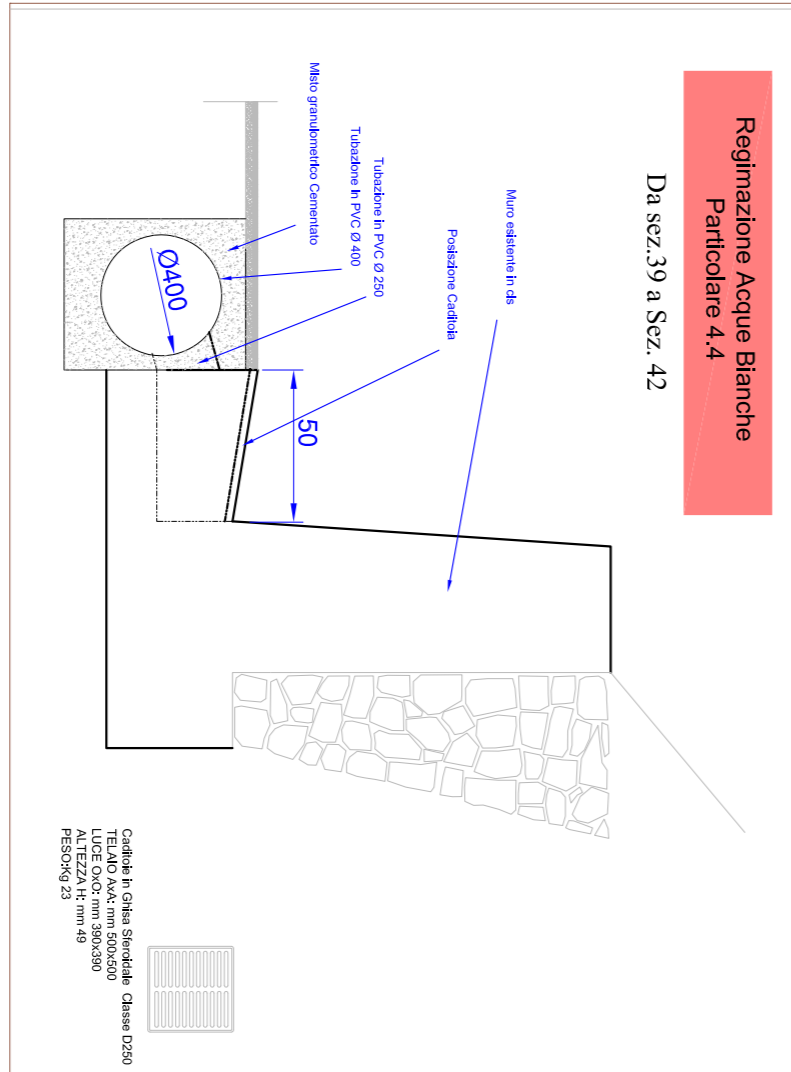 Regimazione Acque Bianche
Particolare 4.4
Da sez.39 a Sez. 42
Muro esistente in cls
Posiszione Caditoia
Tubazione in PVC Ø 250
Tubazione in PVC Ø 400
Misto granulometrico Cementato
Ø400
50
Caditoie in Ghisa Sferoidale Classe D250
TELAIO AxA: mm 500x500
LUCE OxO: mm 390x390
ALTEZZA H: mm 49
PESO:Kg 23